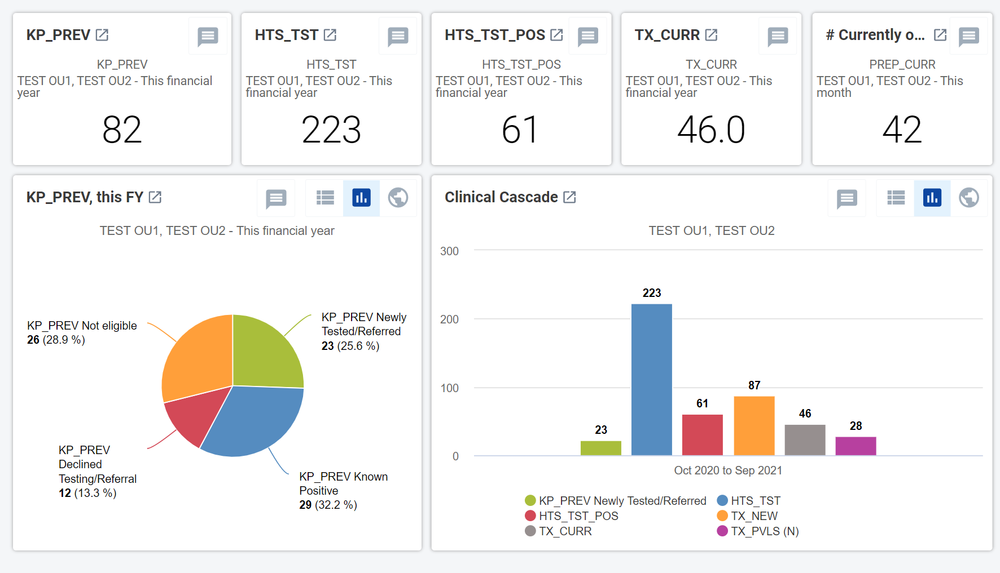 KP_PREV
KP_PREV
TEST OU1, TEST OU2 - This financial
year
82
HTS_TST
HTS_TST
TEST OU1, TEST OU2 - This
financial year
223
HTS_TST_POS
HTS_TST_POS
TEST OU1, TEST OU2 - This
financial year
61
TX_CURR
TX_CURR
TEST OU1, TEST OU2 - This
financial year
46.0
# Currently o...
PREP_CURR
TEST OU1, TEST OU2 - This
month
42
KP_PREV, this FY
TEST OU1, TEST OU2 - This financial year
KP_PREV Not eligible
26 (28.9 %)
KP_PREV Newly
Tested/Referred
23 (25.6 %)
KP_PREV
Declined
Testing/Referral
12 (13.3 %)
KP_PREV Known
Positive
29 (32.2 %)
Clinical Cascade
TEST OU1, TEST OU2
300
200
100
0
23
223
61
87
46
28
Oct 2020 to Sep 2021
KP_PREV Newly Tested/Referred
HTS_TST
HTS_TST_POS
TX_NEW
TX_CURR
TX_PVLS (N)